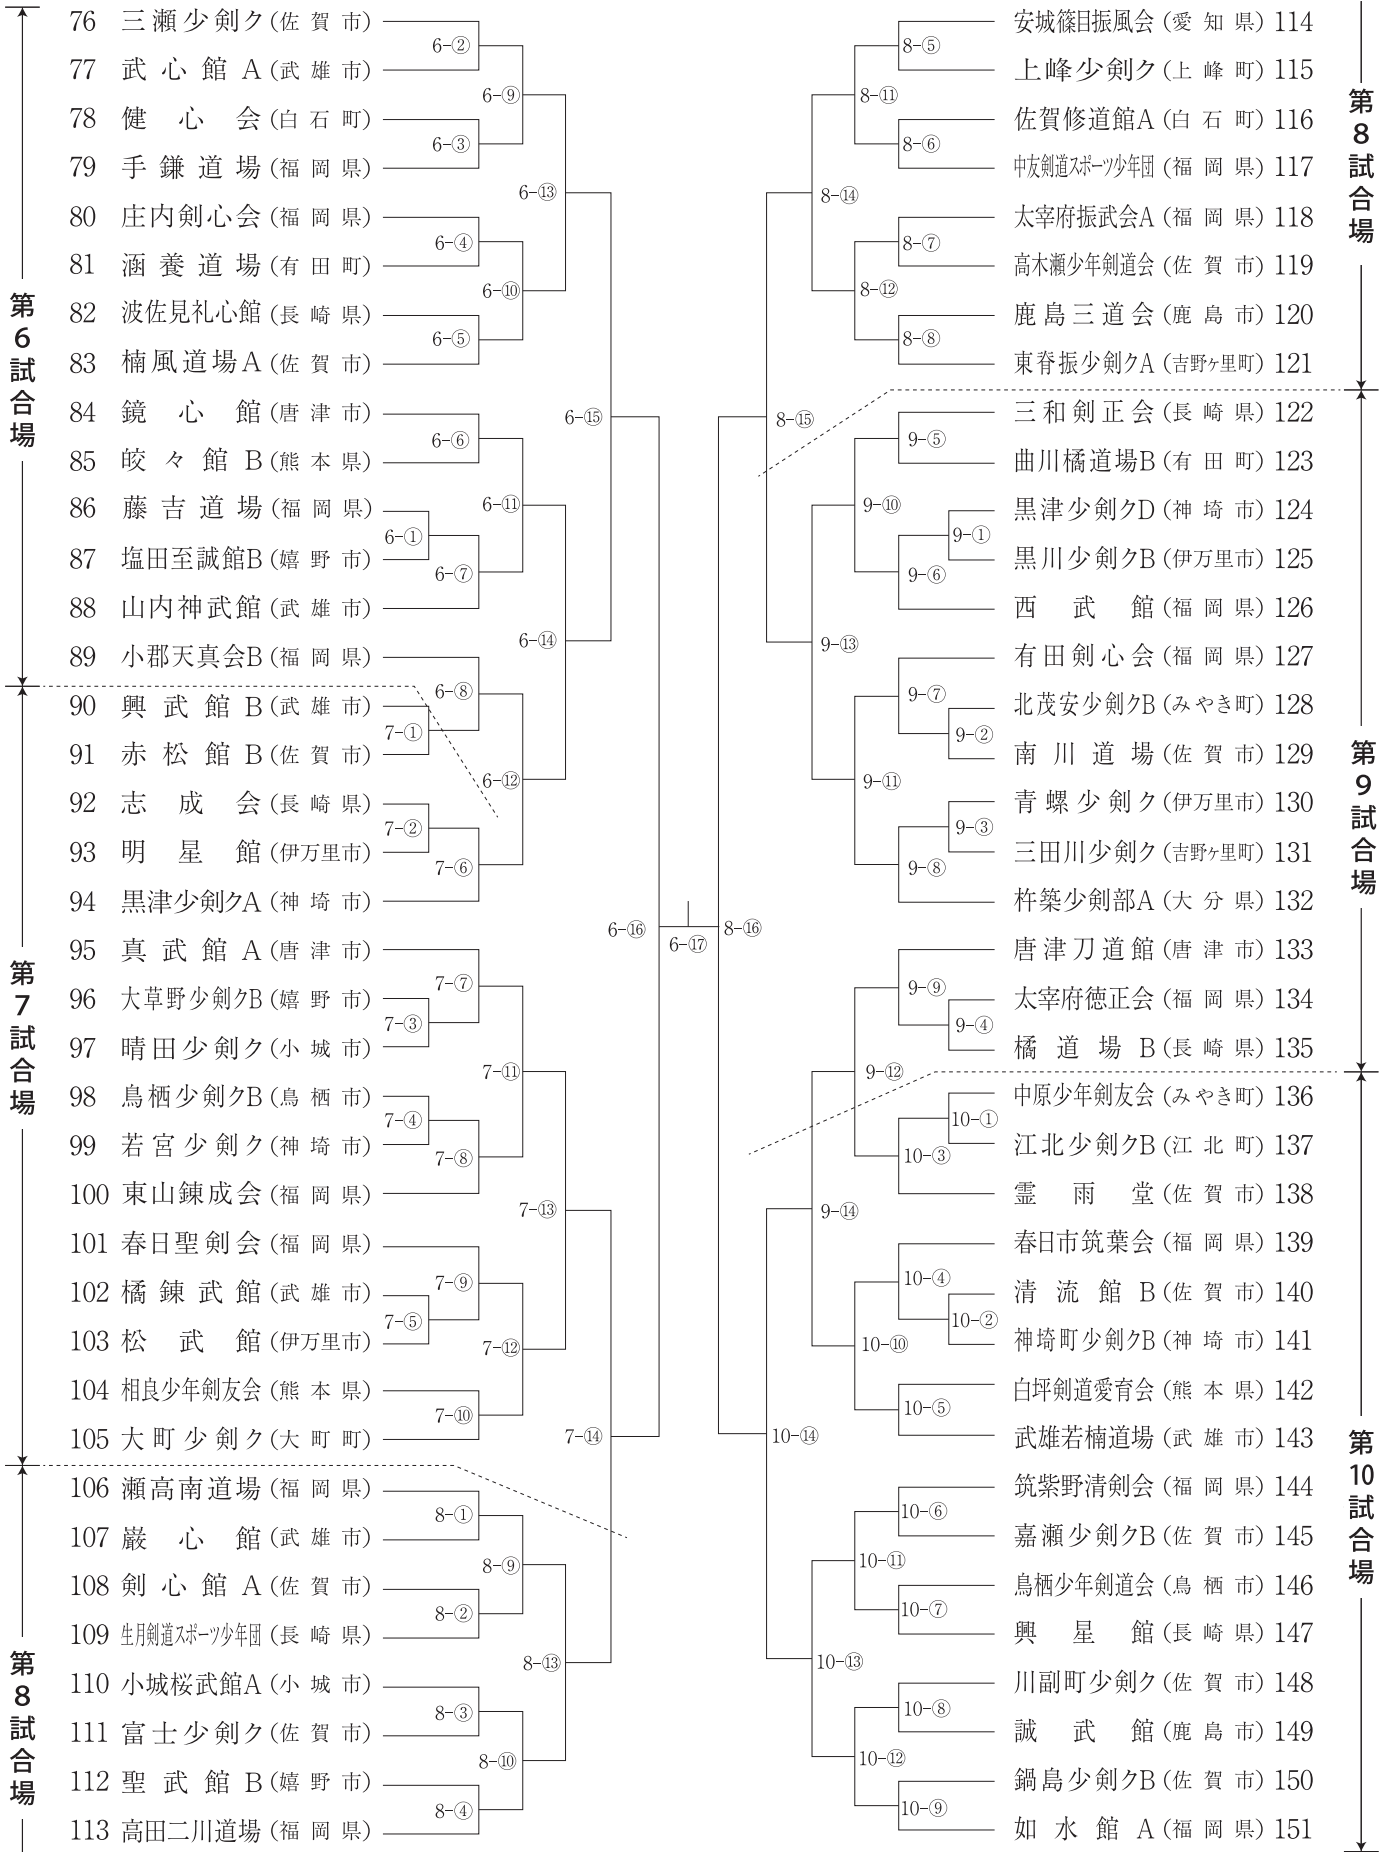 第6試合場
76 三瀬少剣ク(佐賀市)
77 武心館A(武雄市)
78 健心会(白石町)
79 手鎌道場(福岡県)
80 庄内剣心会(福岡県)
81 涵養道場(有田町)
82 波佐見礼心館(長崎県)
83 楠風道場A(佐賀市)
84 鏡心館(唐津市)
85 皎々館B(熊本県)
86 藤吉道場(福岡県)
87 塩田至誠館B(嬉野市)
88 山内神武館(武雄市)
89 小郡天真会B(福岡県)
第7試合場
90 興武館B(武雄市)
91 赤松館B(佐賀市)
92 志成会(長崎県)
93 明星館(伊万里市)
94 黒津少剣クA(神埼市)
95 真武館A(唐津市)
96 大草野少剣クB(嬉野市)
97 晴田少剣ク(小城市)
98 鳥栖少剣クB(鳥栖市)
99 若宮少剣ク(神埼市)
100 東山錬成会(福岡県)
101 春日聖剣会(福岡県)
102 橘錬武館(武雄市)
103 松武館(伊万里市)
104 相良少年剣友会(熊本県)
105 大町少剣ク(大町町)
第8試合場
106 瀬高南道場(福岡県)
107 巌心館(武雄市)
108 剣心館A(佐賀市)
109 生月剣道スポーツ少年団(長崎県)
110 小城桜武館A(小城市)
111 富士少剣ク(佐賀市)
112 聖武館B(嬉野市)
113 高田二川道場(福岡県)
6-①
6-②
6-③
6-④
6-⑤
6-⑥
6-⑦
6-⑧
6-⑨
6-⑩
6-⑪
6-⑫
6-⑬
6-⑭
6-⑮
6-⑯
6-⑰
7-①
7-②
7-③
7-④
7-⑤
7-⑥
7-⑦
7-⑧
7-⑨
7-⑩
7-⑪
7-⑫
7-⑬
7-⑭
8-①
8-②
8-③
8-④
8-⑨
8-⑩
8-⑬
8-⑤
8-⑥
8-⑦
8-⑧
8-⑪
8-⑫
8-⑭
8-⑮
8-⑯
9-①
9-②
9-③
9-④
9-⑤
9-⑥
9-⑦
9-⑧
9-⑨
9-⑩
9-⑪
9-⑫
9-⑬
9-⑭
10-①
10-②
10-③
10-④
10-⑤
10-⑥
10-⑦
10-⑧
10-⑨
10-⑩
10-⑪
10-⑫
10-⑬
10-⑭
第8試合場
安城篠目振風会(愛知県)114
上峰少剣ク(上峰町)115
佐賀修道館A(白石町)116
中友剣道スポーツ少年団(福岡県)117
太宰府振武会A(福岡県)118
高木瀬少年剣道会(佐賀市)119
鹿島三道会(鹿島市)120
東脊振少剣クA(吉野ヶ里町)121
第9試合場
三和剣正会(長崎県)122
曲川橘道場B(有田町)123
黒津少剣クD(神埼市)124
黒川少剣クB(伊万里市)125
西武館(福岡県)126
有田剣心会(福岡県)127
北茂安少剣クB(みやき町)128
南川道場(佐賀市)129
青螺少剣ク(伊万里市)130
三田川少剣ク(吉野ヶ里町)131
杵築少剣部A(大分県)132
唐津刀道館(唐津市)133
太宰府徳正会(福岡県)134
橘道場B(長崎県)135
第10試合場
中原少年剣友会(みやき町)136
江北少剣クB(江北町)137
霊雨堂(佐賀市)138
春日市筑葉会(福岡県)139
清流館B(佐賀市)140
神埼町少剣クB(神埼市)141
白坪剣道愛育会(熊本県)142
武雄若楠道場(武雄市)143
筑紫野清剣会(福岡県)144
嘉瀬少剣クB(佐賀市)145
鳥栖少年剣道会(鳥栖市)146
興星館(長崎県)147
川副町少剣ク(佐賀市)148
誠武館(鹿島市)149
鍋島少剣クB(佐賀市)150
如水館A(福岡県)151